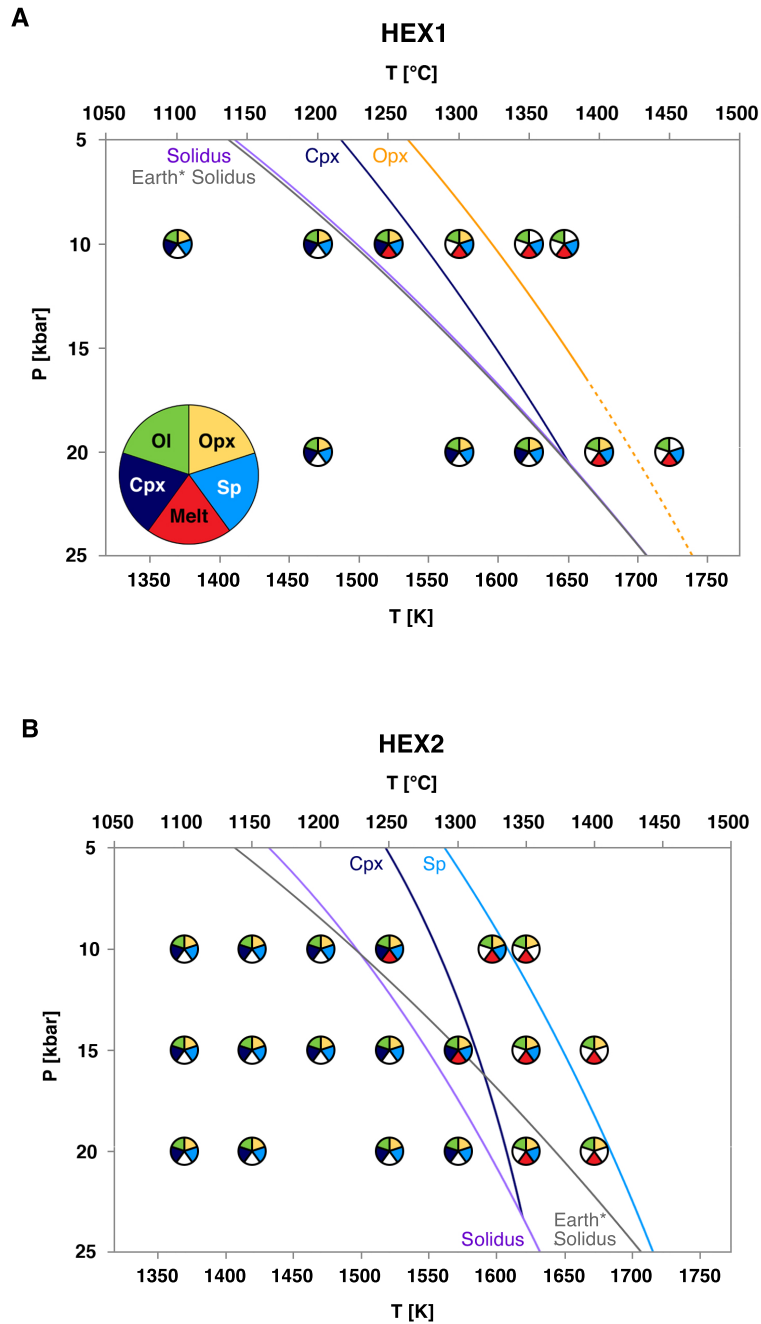 A
HEX1
T [°C]
1050 1100 1150 1200 1250 1300 1350 1400 1450 1500
5
Solidus Cpx Opx
Earth* Solidus
10
15
P [kbar]
Ol Opx
20
Cpx Sp
Melt
25
1350 1400 1450 1500 1550 1600 1650 1700 1750
T [K]
B
HEX2
T [°C]
1050 1100 1150 1200 1250 1300 1350 1400 1450 1500
5
Cpx Sp
10
15
P [kbar]
20
Earth*
Solidus Solidus
25
1350 1400 1450 1500 1550 1600 1650 1700 1750
T [K]